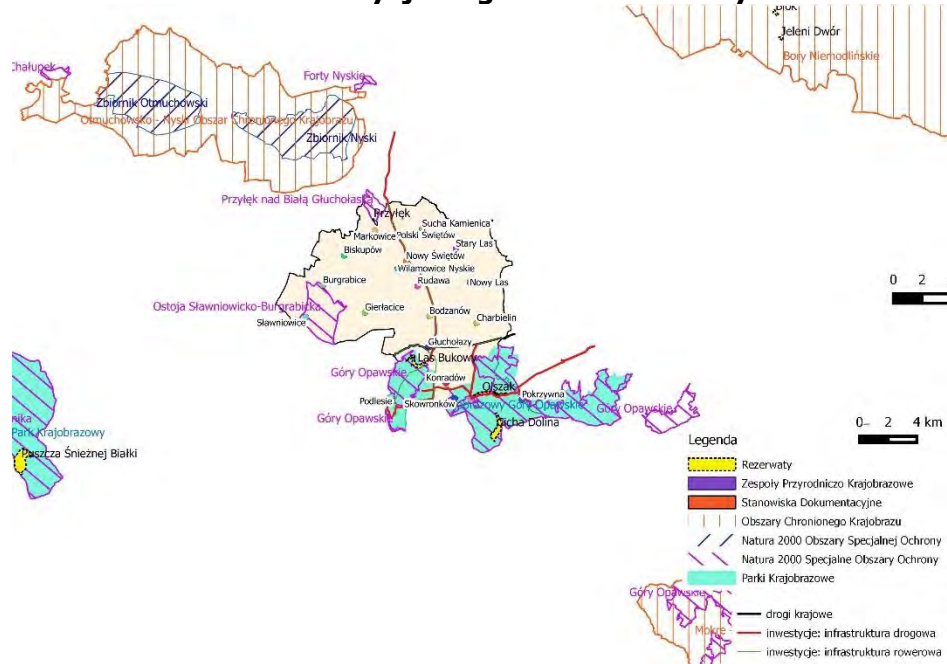 Jeleni Dwór
Bory Niemodlińskie
Chałupek
Forty Nyskie
Zbiornik Otmuchowski
Otmuchowsko - Nyski Obszar Chronionego Krajobrazu
Zbiornik Nyski
Przyłęk nad Białą Głuchołaską
Przyłęk
Sucha Kamienica
Markowice
Polski Świętów
Stary Las
Biskupów
Nowy Świętów
Wilamowice Nyskie
Burgrabice
Rudawa
Nowy Las
Ostoja Sławniowicko-Burgrabicka
Gierłacice
Bodzanów
Charbielin
Sławniowice
0 2
Głuchołazy
Las Bukowy
Góry Opawskie
Konradów
Olszak
Podlesie
Skowronków
Pokrzywna
Góry Opawskie
Góry Opawskie
Góry Opawskie
Cicha Dolina
Park Krajobrazowy
Puszcza Śnieżnej Białki
0 2 4 km
Legenda
Rezerwaty
Zespoły Przyrodniczo Krajobrazowe
Stanowiska Dokumentacyjne
Obszary Chronionego Krajobrazu
Natura 2000 Obszary Specjalnej Ochrony
Natura 2000 Specjalne Obszary Ochrony
Parki Krajobrazowe
Góry Opawskie
drogi krajowe
Mokre
inwestycje: infrastruktura drogowa
inwestycje: infrastruktura rowerowa